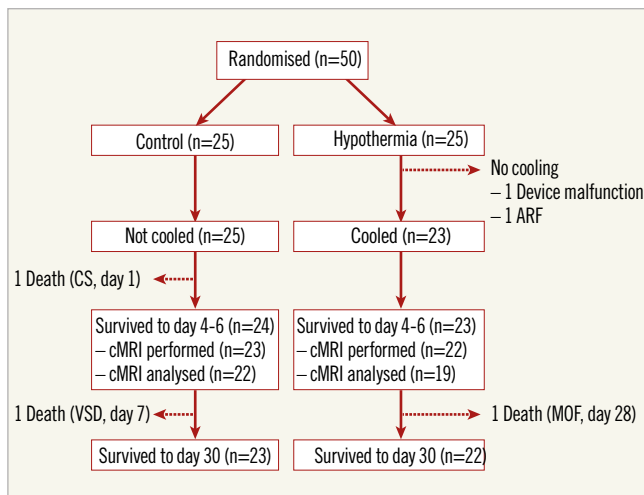 Randomised (n=50)
Control (n=25)
Hypothermia (n=25)
No cooling
– 1 Device malfunction
– 1 ARF
Not cooled (n=25)
Cooled (n=23)
1 Death (CS, day 1)
Survived to day 4-6 (n=24)
– cMRI performed (n=23)
– cMRI analysed (n=22)
Survived to day 4-6 (n=23)
– cMRI performed (n=22)
– cMRI analysed (n=19)
1 Death (VSD, day 7)
1 Death (MOF, day 28)
Survived to day 30 (n=23)
Survived to day 30 (n=22)